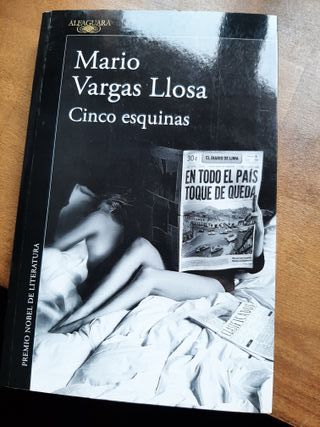 ALFAGUARA
Mario
Vargas Llosa
Cinco esquinas
30¢
EL DIARIO DE LIMA
EN TODO EL PAÍS
TOQUE DE QUEDA
PREMIO NOBEL DE LITERATURA